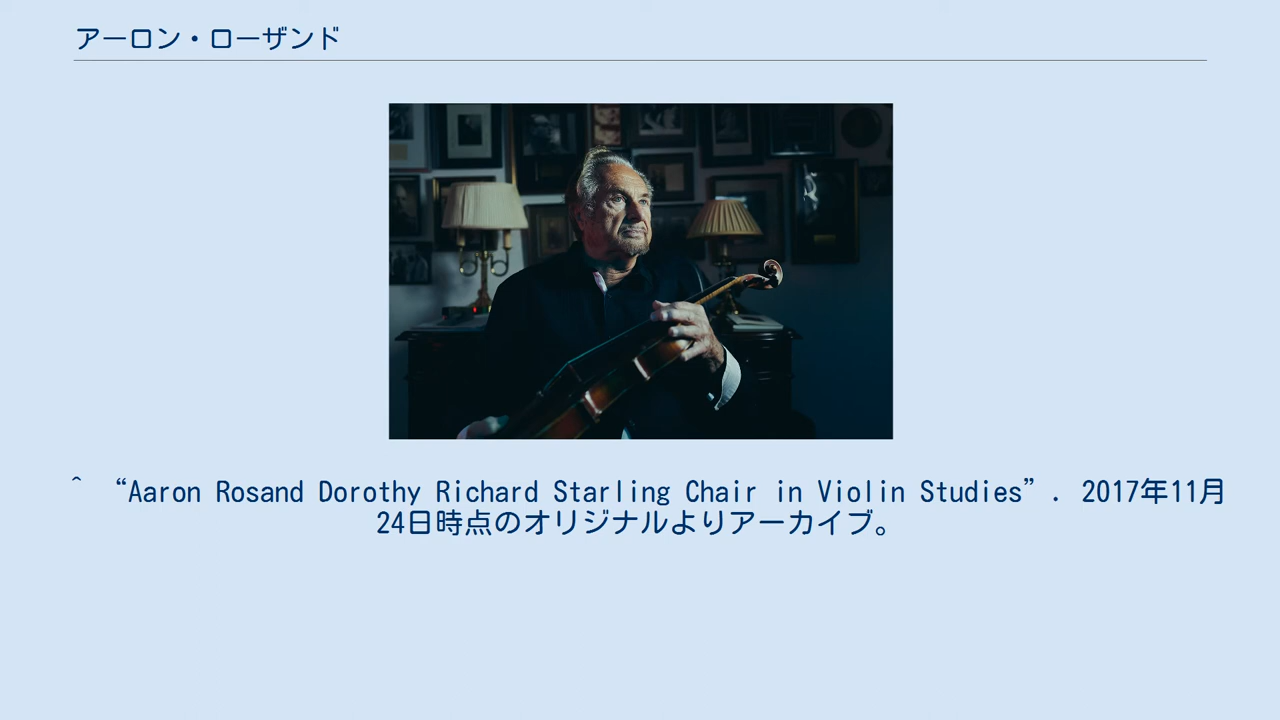 アーロン・ローザンド
^ “Aaron Rosand Dorothy Richard Starling Chair in Violin Studies”. 2017年11月
24日時点のオリジナルよりアーカイブ。